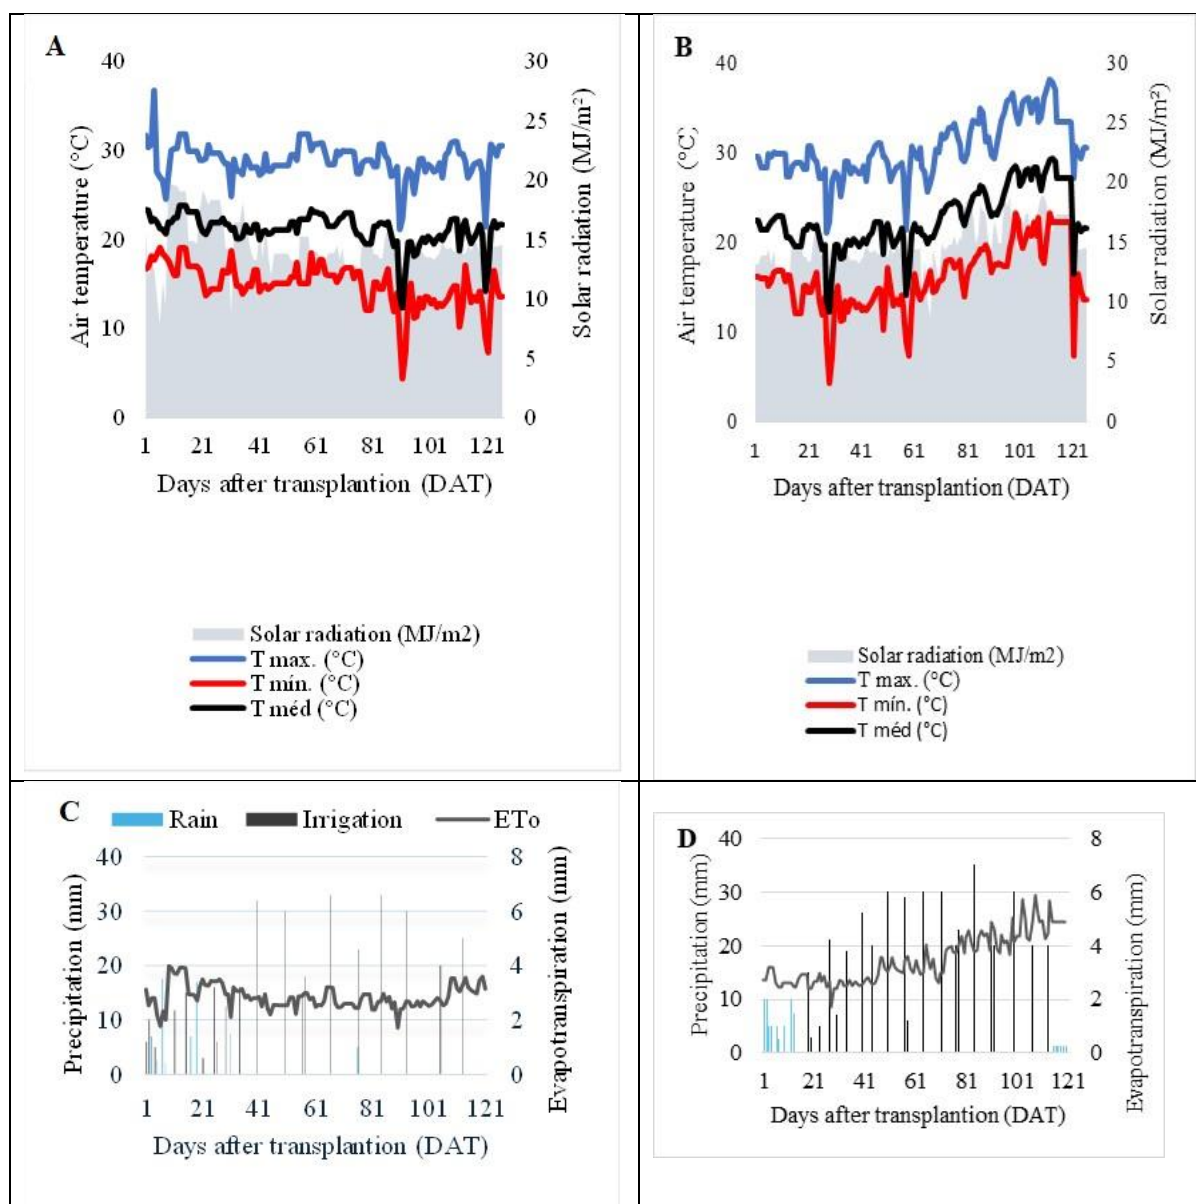 A
40
30
20
10
0
Air temperature (°C)
30
25
20
15
10
5
0
Solar radiation (MJ/m²)
1 21 41 61 81 101 121
Days after transplantion (DAT)
Solar radiation (MJ/m2)
T max. (°C)
T mín. (°C)
T méd (°C)
B
40
30
20
10
0
Air temperature (°C)
30
25
20
15
10
5
0
Solar radiation (MJ/m²)
1 21 41 61 81 101 121
Days after transplantion (DAT)
Solar radiation (MJ/m2)
T max. (°C)
T mín. (°C)
T méd (°C)
C
Rain Irrigation ETo
40
30
20
10
0
Precipitation (mm)
8
6
4
2
0
Evapotranspiration (mm)
1 21 41 61 81 101 121
Days after transplantion (DAT)
D
40
30
20
10
0
Precipitation (mm)
8
6
4
2
0
Evapotranspiration (mm)
1 21 41 61 81 101 121
Days after transplantion (DAT)